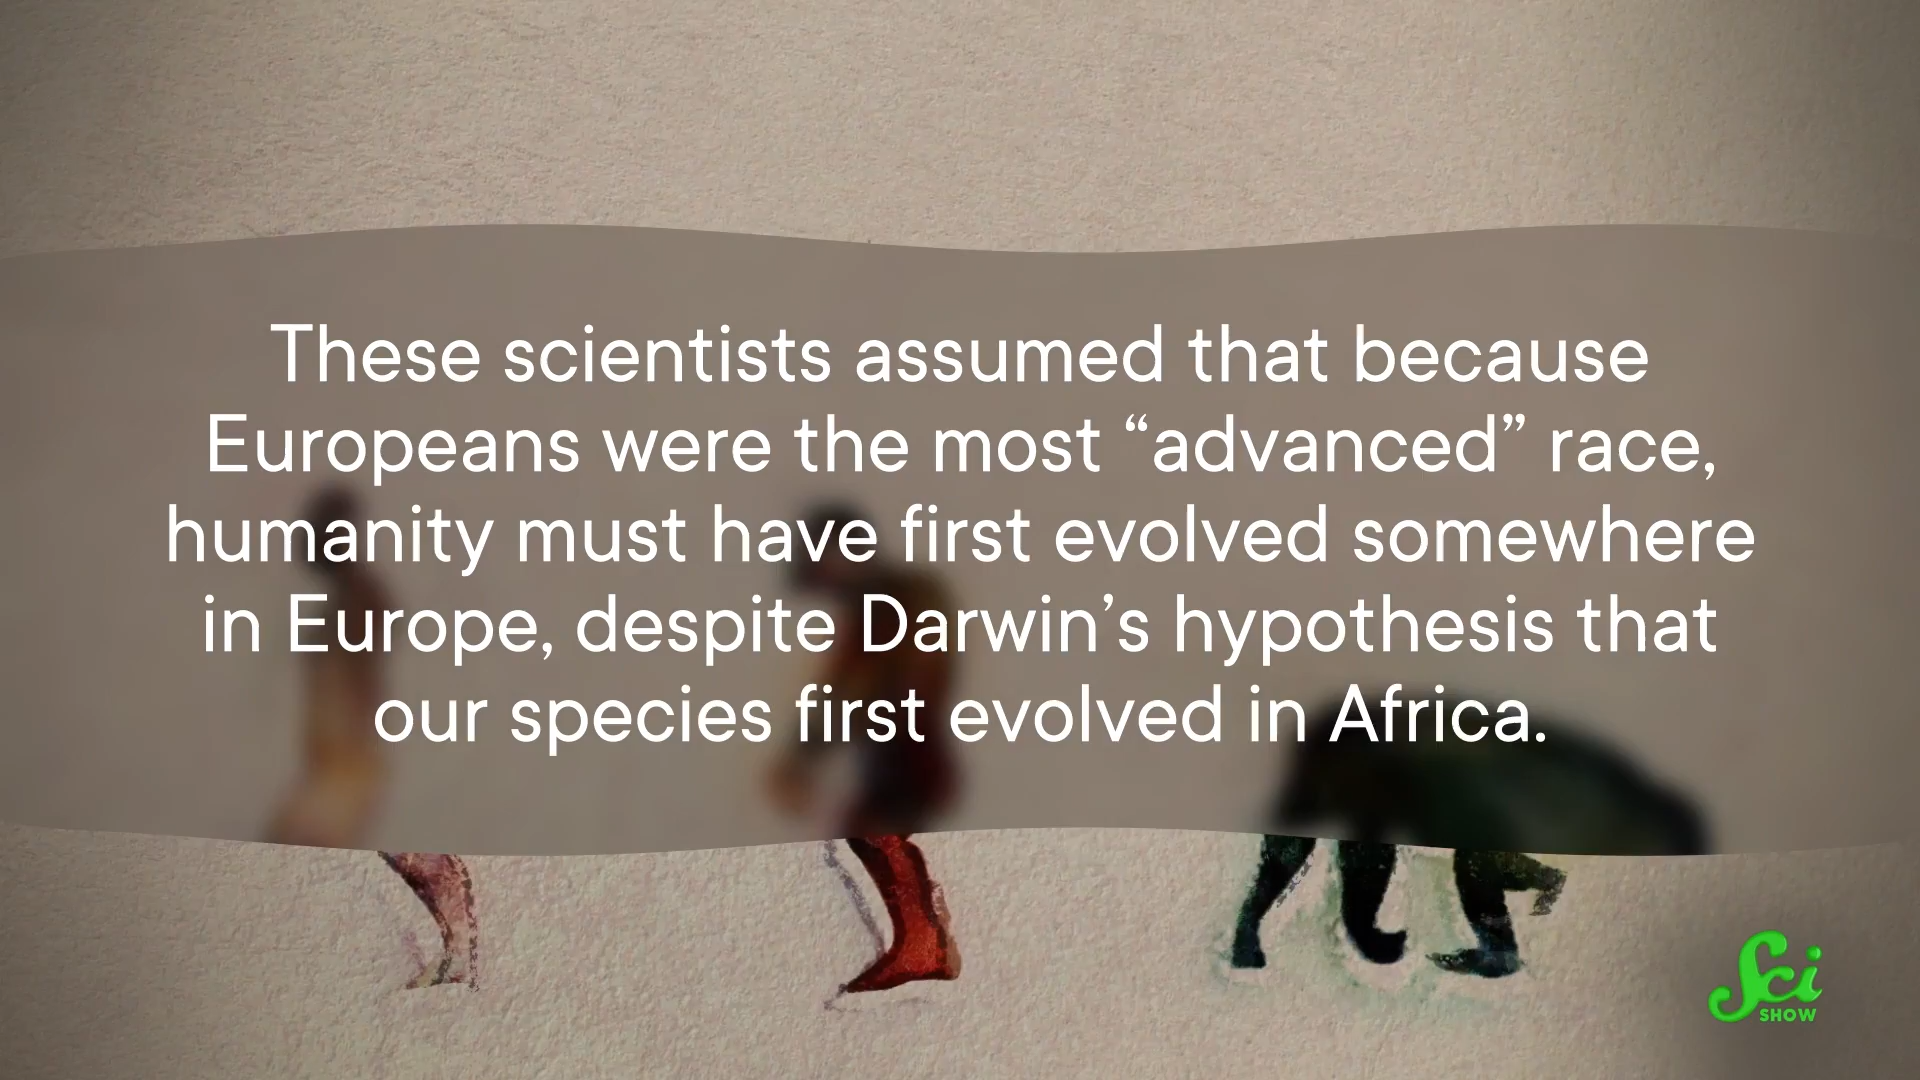 These scientists assumed that because
Europeans were the most “advanced” race,
humanity must have first evolved somewhere
in Europe, despite Darwin’s hypothesis that
our species first evolved in Africa.
Sci
SHOW